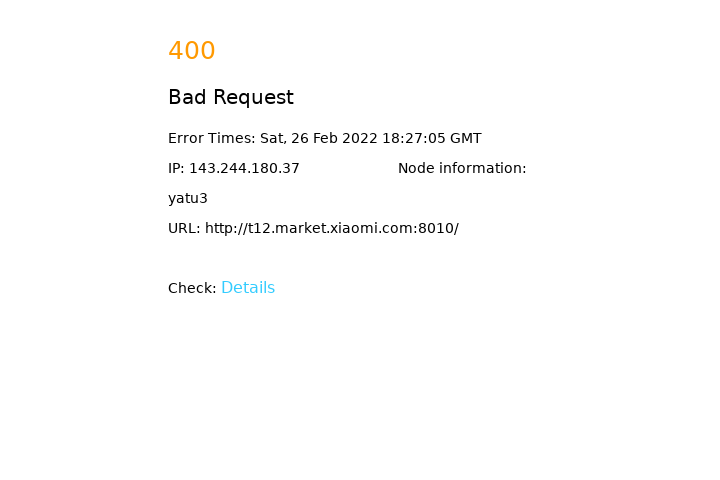 400
Bad Request
Error Times: Sat, 26 Feb 2022 18:27:05 GMT
IP: 143.244.180.37 Node information:
yatu3
URL: http://t12.market.xiaomi.com:8010/
Check: Details